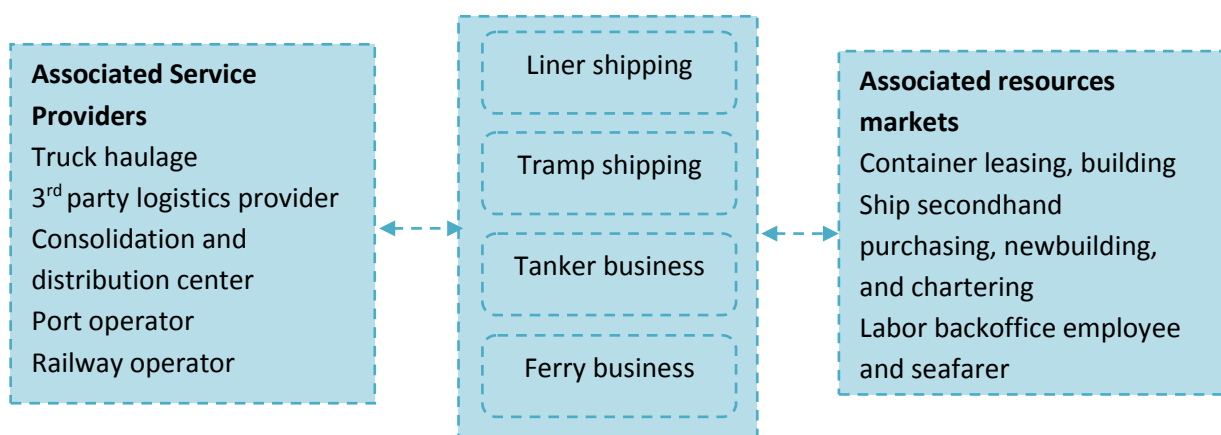 Associated Service
Providers
Truck haulage
3rd party logistics provider
Consolidation and
distribution center
Port operator
Railway operator
Liner shipping
Tramp shipping
Tanker business
Ferry business
Associated resources
markets
Container leasing, building
Ship secondhand
purchasing, newbuilding,
and chartering
Labor backoffice employee
and seafarer